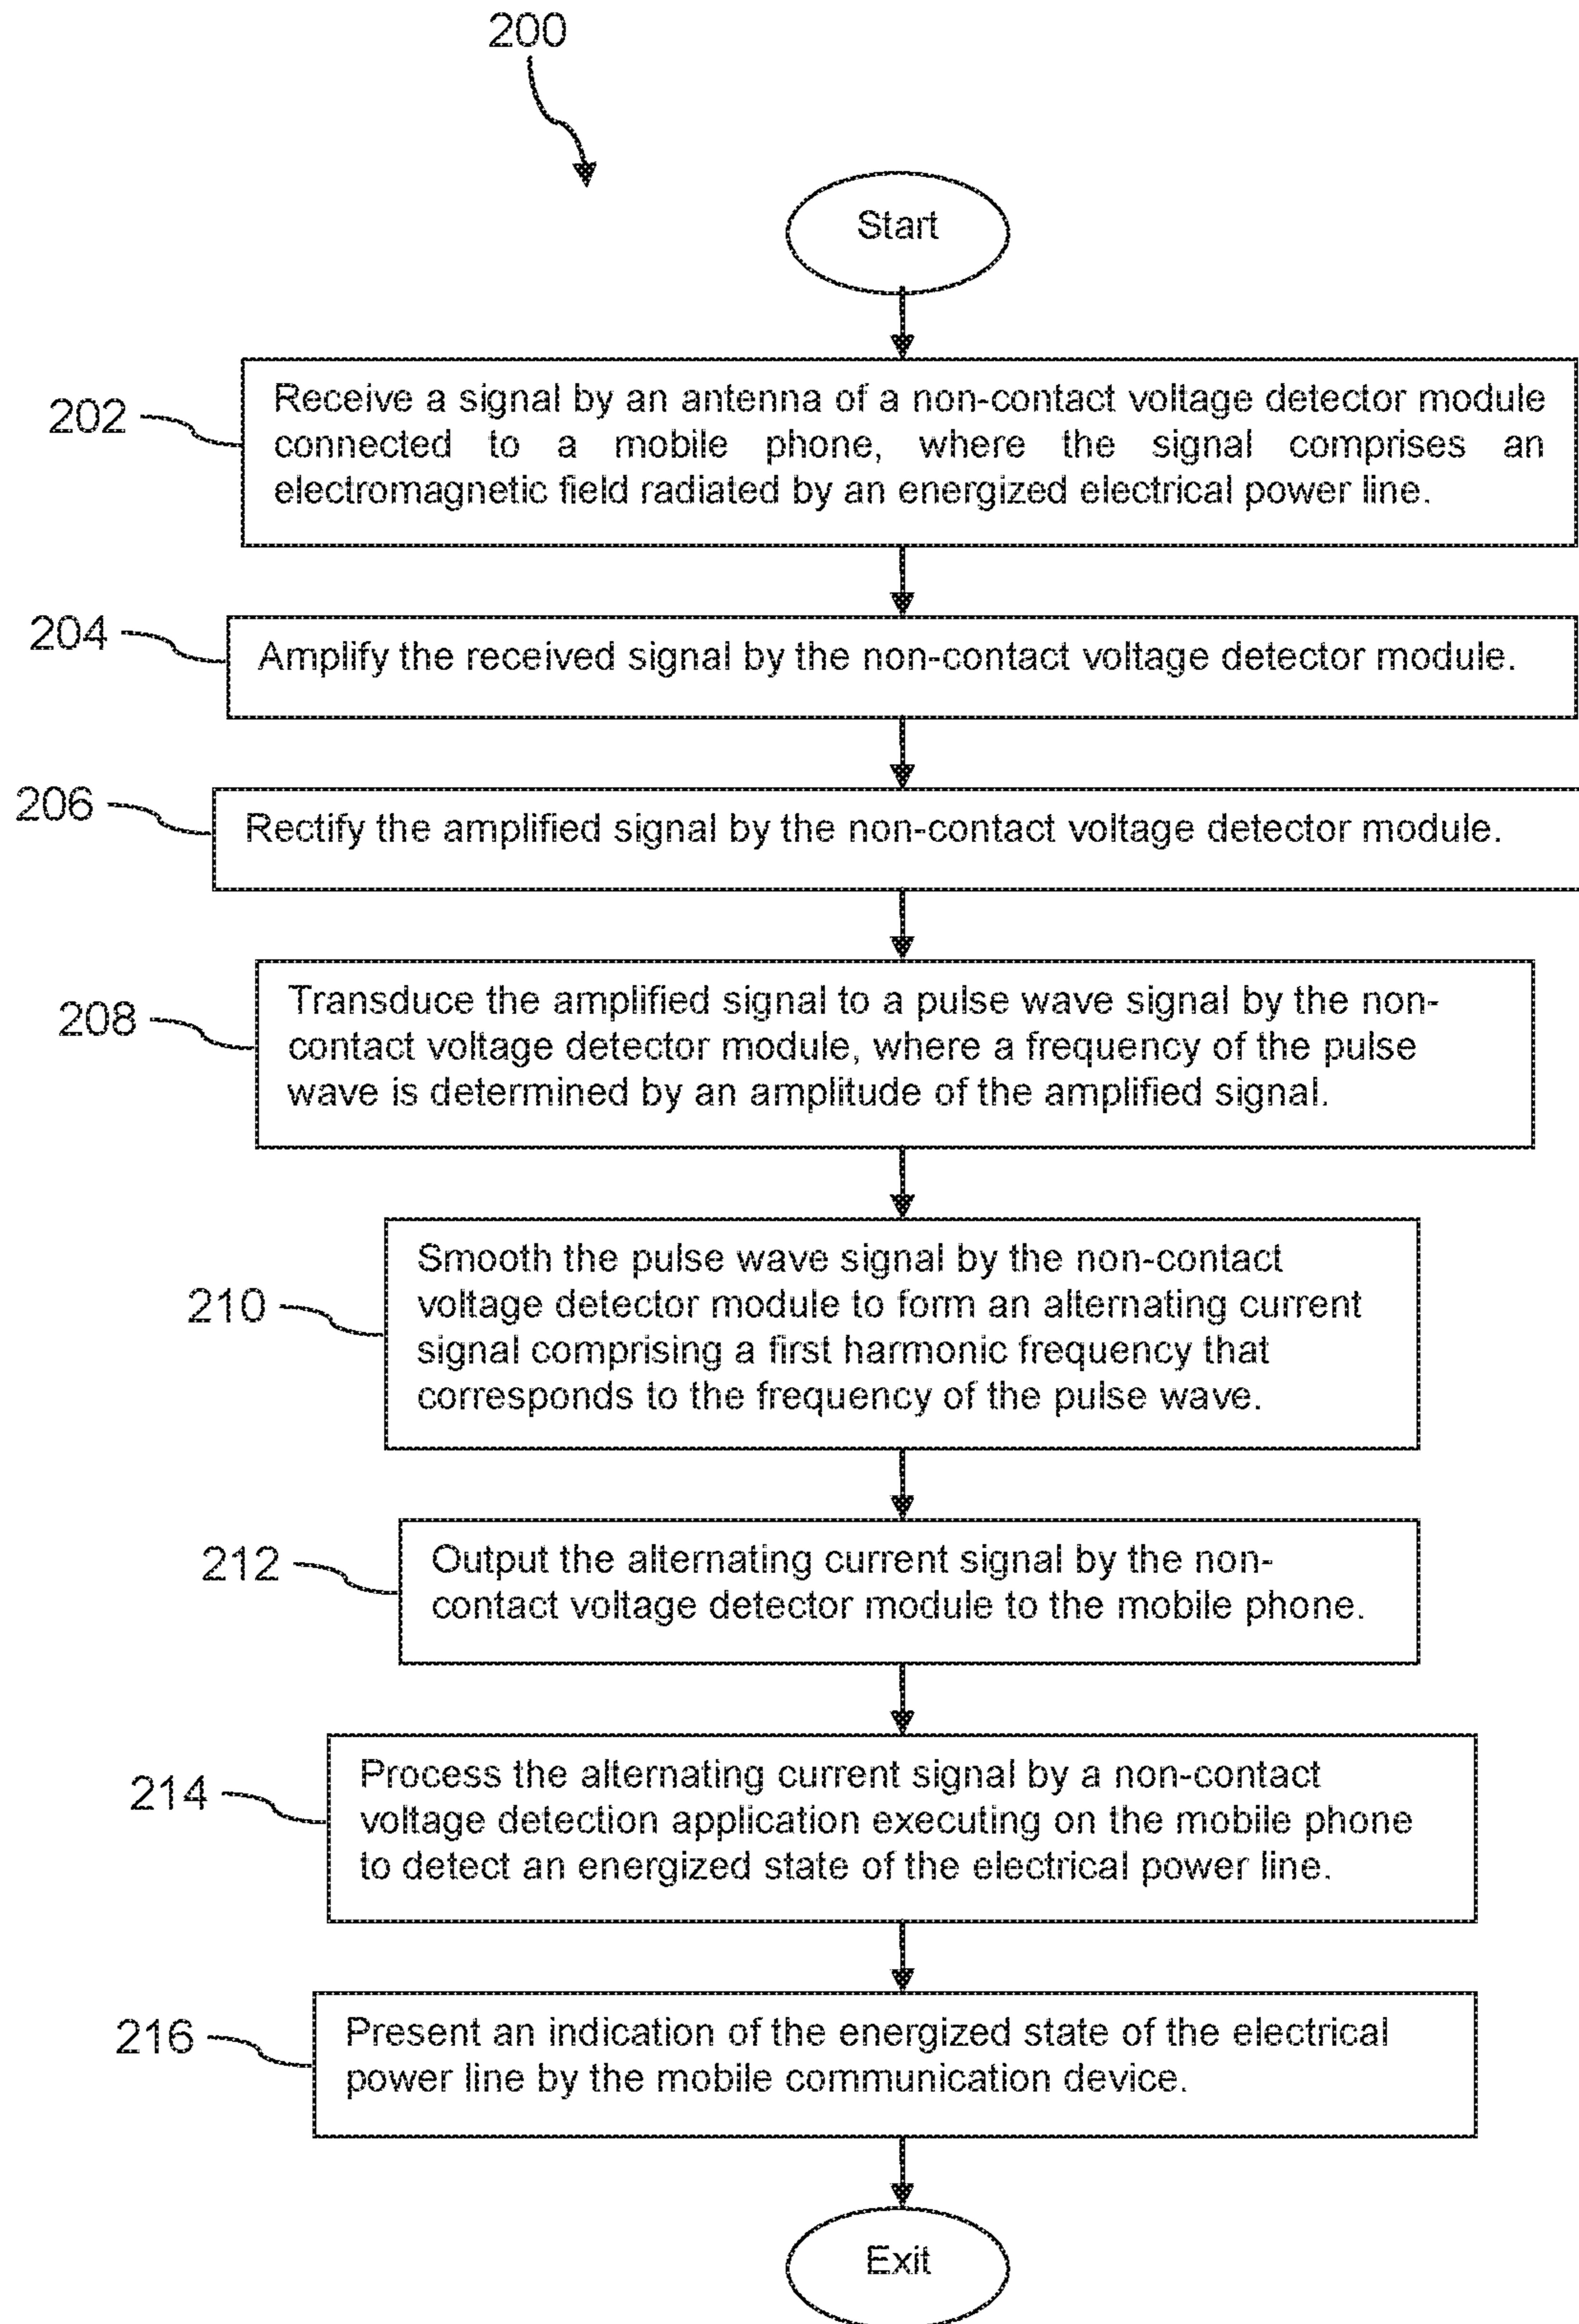 200
Start
202
Receive a signal by an antenna of a non-contact voltage detector module
connected to a mobile phone, where the signal comprises an
electromagnetic field radiated by an energized electrical power line.
204
Amplify the received signal by the non-contact voltage detector module.
206
Rectify the amplified signal by the non-contact voltage detector module.
208
Transduce the amplified signal to a pulse wave signal by the non-
contact voltage detector module, where a frequency of the pulse
wave is determined by an amplitude of the amplified signal.
210
Smooth the pulse wave signal by the non-contact
voltage detector module to form an alternating current
signal comprising a first harmonic frequency that
corresponds to the frequency of the pulse wave.
212
Output the alternating current signal by the non-
contact voltage detector module to the mobile phone.
214
Process the alternating current signal by a non-contact
voltage detection application executing on the mobile phone
to detect an energized state of the electrical power line.
216
Present an indication of the energized state of the electrical
power line by the mobile communication device.
Exit